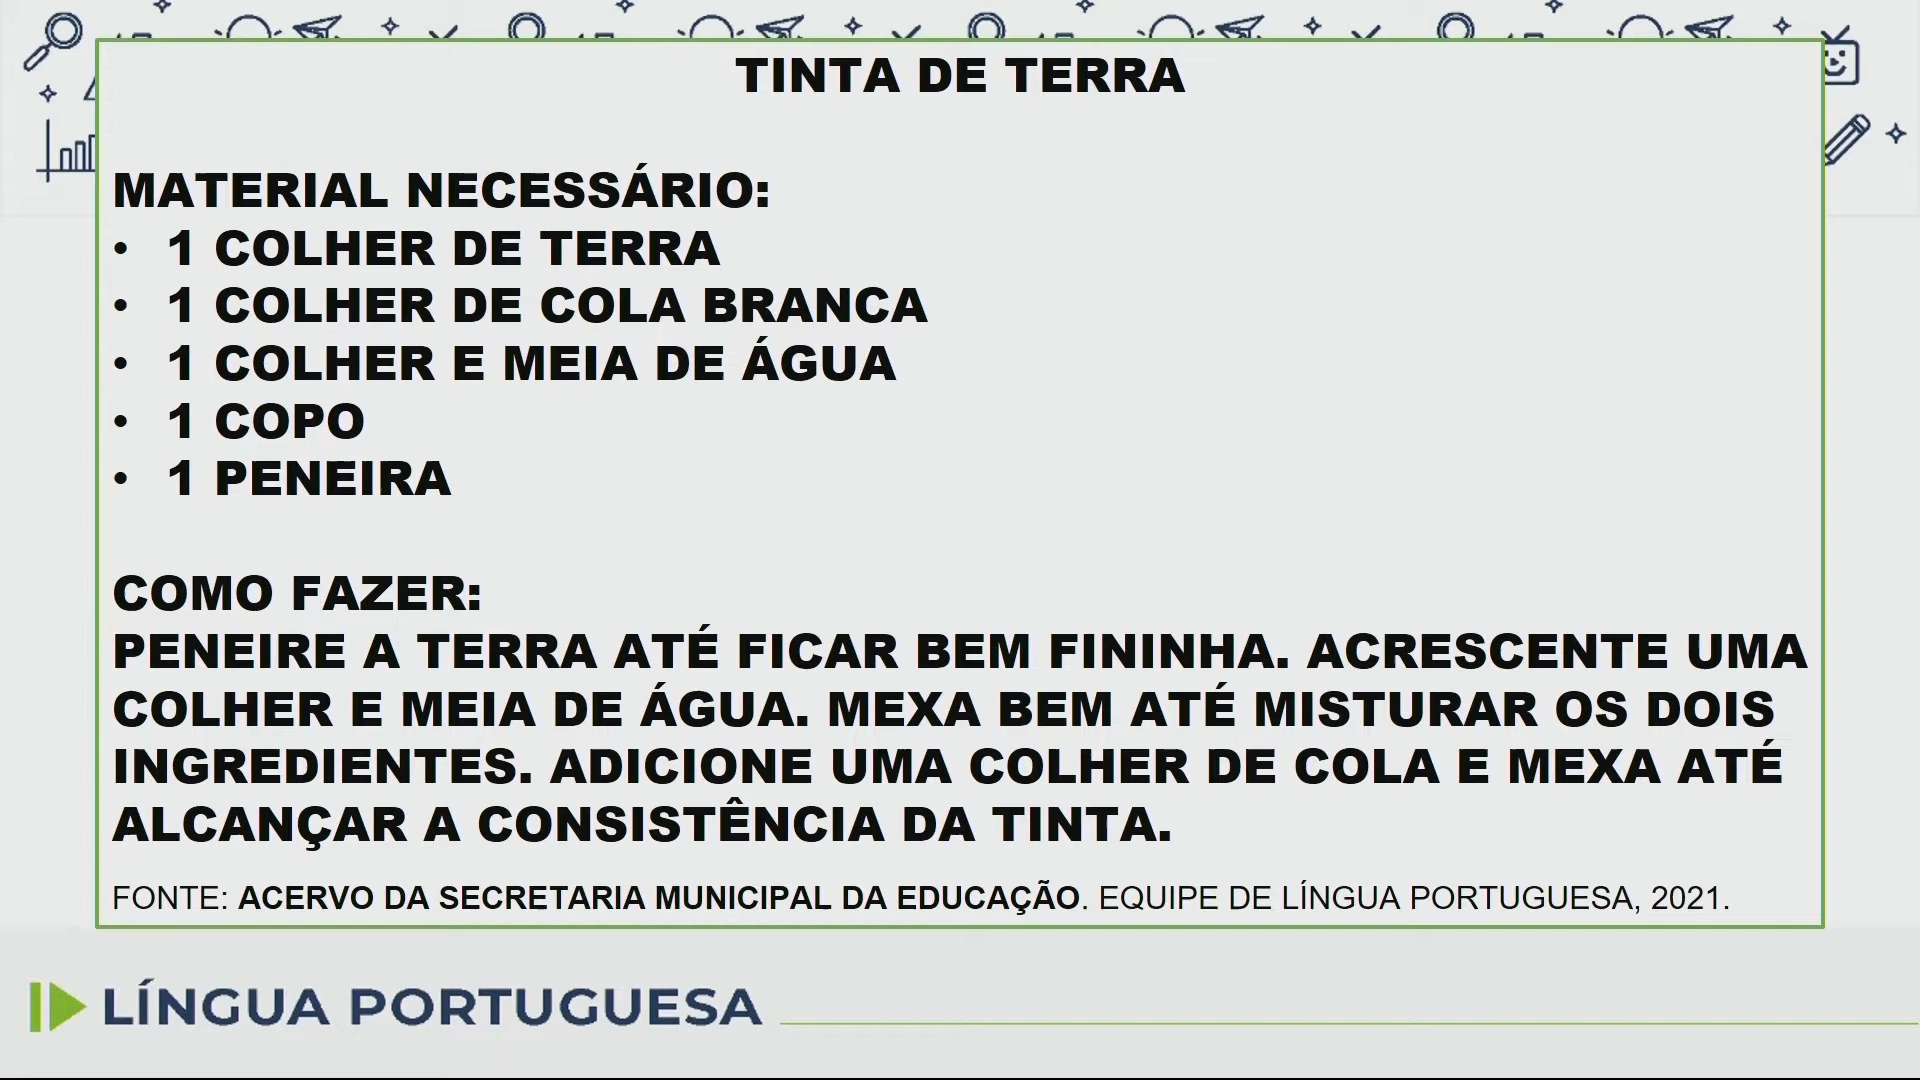 TINTA DE TERRA
MATERIAL NECESSÁRIO:
• 1 COLHER DE TERRA
• 1 COLHER DE COLA BRANCA
• 1 COLHER E MEIA DE ÁGUA
• 1 COPO
• 1 PENEIRA
COMO FAZER:
PENEIRE A TERRA ATÉ FICAR BEM FININHA. ACRESCENTE UMA
COLHER E MEIA DE ÁGUA. MEXA BEM ATÉ MISTURAR OS DOIS
INGREDIENTES. ADICIONE UMA COLHER DE COLA E MEXA ATÉ
ALCANÇAR A CONSISTÊNCIA DA TINTA.
FONTE: ACERVO DA SECRETARIA MUNICIPAL DA EDUCAÇÃO. EQUIPE DE LÍNGUA PORTUGUESA, 2021.
LÍNGUA PORTUGUESA